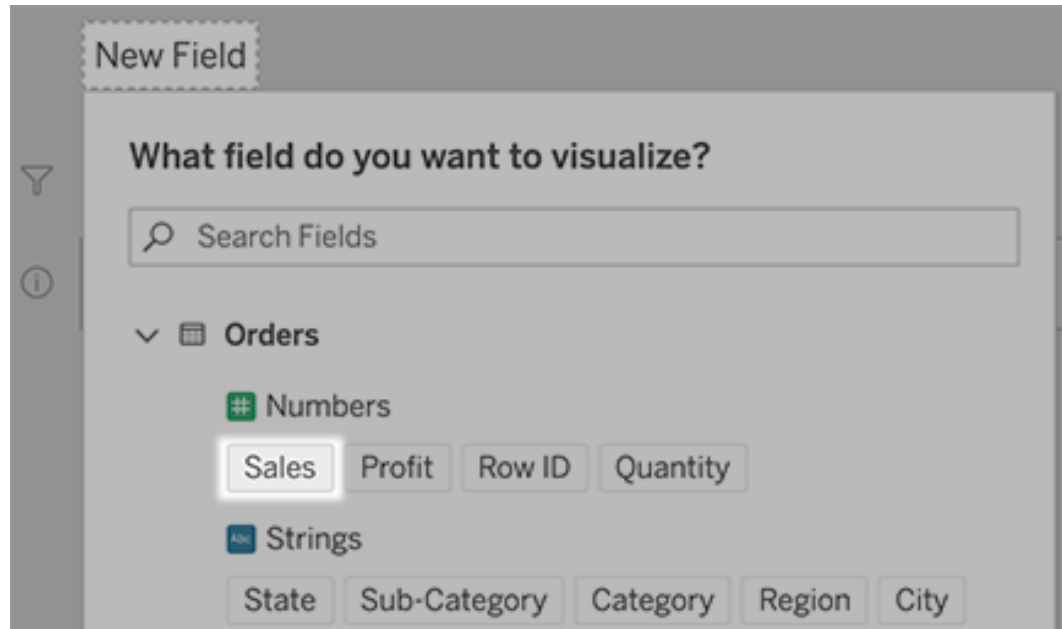 New Field
What field do you want to visualize?
Search Fields
Orders
# Numbers
Sales Profit Row ID Quantity
Abc Strings
State Sub-Category Category Region City